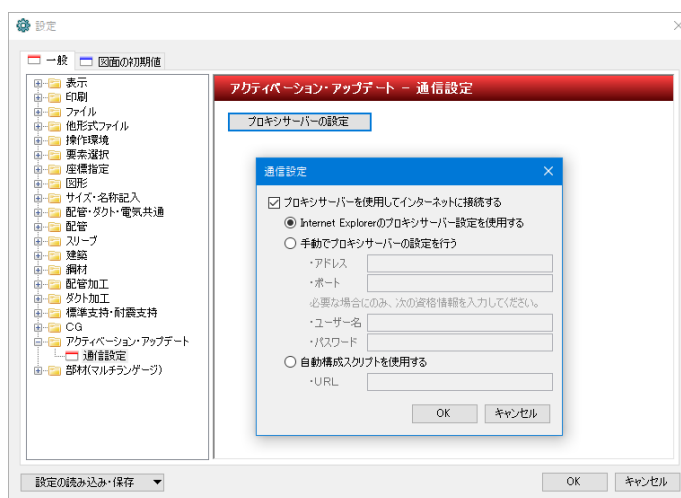 設定
一般
図面の初期値
表示
印刷
ファイル
他形式ファイル
操作環境
要素選択
座標指定
図形
サイズ・名称記入
配管・ダクト・電気共通
配管
スリーブ
建築
鋼材
配管加工
ダクト加工
標準支持・耐震支持
CG
アクティベーション・アップデート
通信設定
部材(マルチランゲージ)
アクティベーション・アップデート － 通信設定
プロキシサーバーの設定
通信設定
プロキシサーバーを使用してインターネットに接続する
Internet Explorerのプロキシサーバー設定を使用する
手動でプロキシサーバーの設定を行う
・アドレス
・ポート
必要な場合にのみ、次の資格情報を入力してください。
・ユーザー名
・パスワード
自動構成スクリプトを使用する
・URL
OK キャンセル
設定の読み込み・保存
OK キャンセル